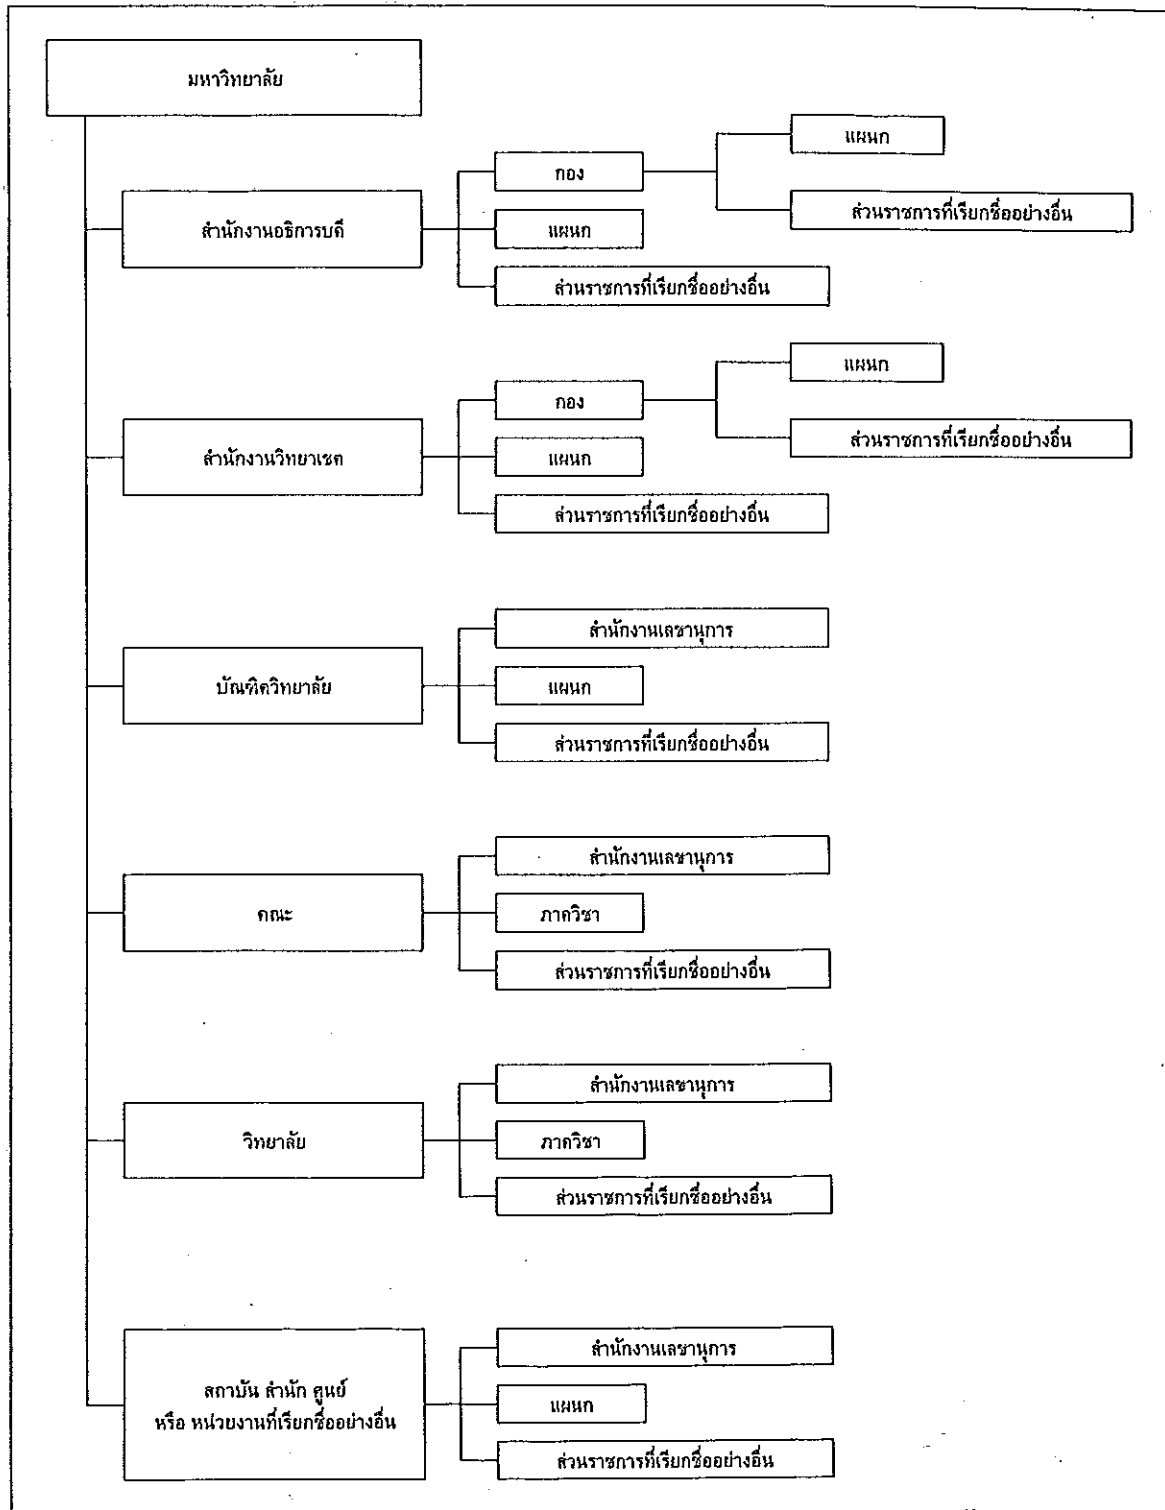 มหาวิทยาลัย
แผนก
กอง
ส่วนราชการที่เรียกชื่ออย่างอื่น
สำนักงานอธิการบดี
แผนก
ส่วนราชการที่เรียกชื่ออย่างอื่น
แผนก
กอง
ส่วนราชการที่เรียกชื่ออย่างอื่น
สำนักงานวิทยาเขต
แผนก
ส่วนราชการที่เรียกชื่ออย่างอื่น
สำนักงานเลขานุการ
บัณฑิตวิทยาลัย
แผนก
ส่วนราชการที่เรียกชื่ออย่างอื่น
สำนักงานเลขานุการ
คณะ
ภาควิชา
ส่วนราชการที่เรียกชื่ออย่างอื่น
สำนักงานเลขานุการ
วิทยาลัย
ภาควิชา
ส่วนราชการที่เรียกชื่ออย่างอื่น
สำนักงานเลขานุการ
สถาบัน สำนัก ศูนย์
หรือ หน่วยงานที่เรียกชื่ออย่างอื่น
แผนก
ส่วนราชการที่เรียกชื่ออย่างอื่น